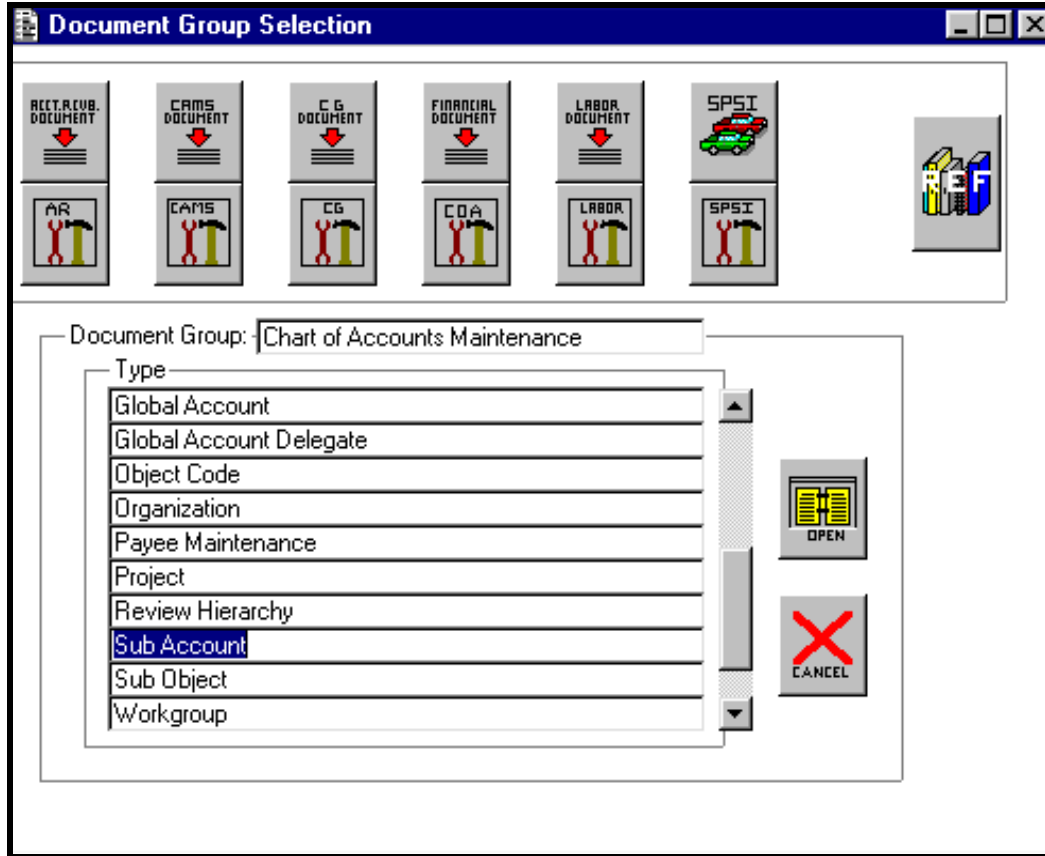 Document Group Selection
ACCT.RCVB. DOCUMENT
CAMS DOCUMENT
C G DOCUMENT
FINANCIAL DOCUMENT
LABOR DOCUMENT
SPSI
REF
AR
CAMS
CG
COA
LABOR
SPSI
Document Group: Chart of Accounts Maintenance
Type
Global Account
Global Account Delegate
Object Code
Organization
Payee Maintenance
Project
Review Hierarchy
Sub Account
Sub Object
Workgroup
OPEN
CANCEL